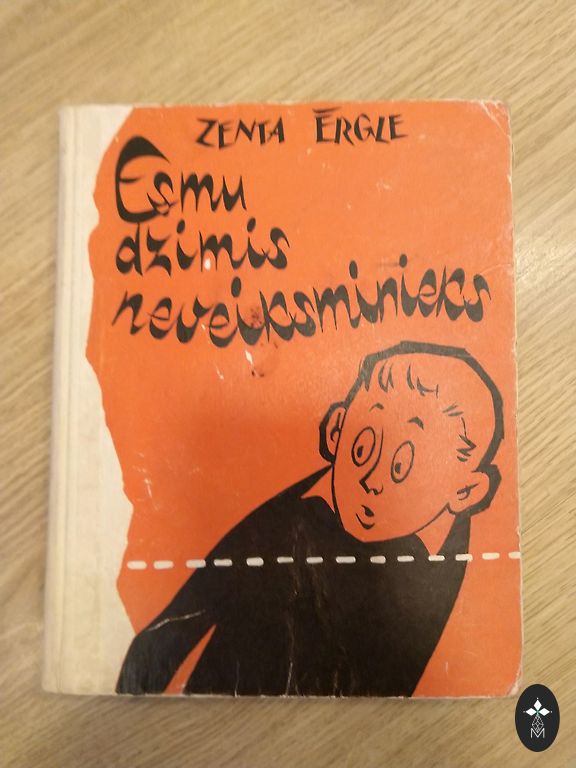 ZENTA ĒRGLE
Esmu
dzimis
neveiksminieks
M